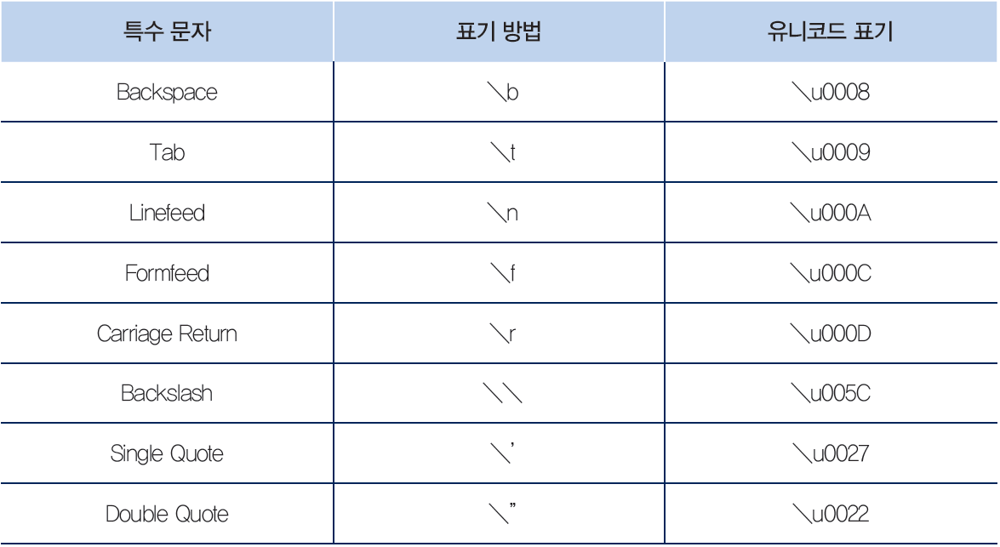 특수 문자 표기 방법 유니코드 표기
Backspace \b \u0008
Tab \t \u0009
Linefeed \n \u000A
Formfeed \f \u000C
Carriage Return \r \u000D
Backslash \\ \u005C
Single Quote \’ \u0027
Double Quote \” \u0022